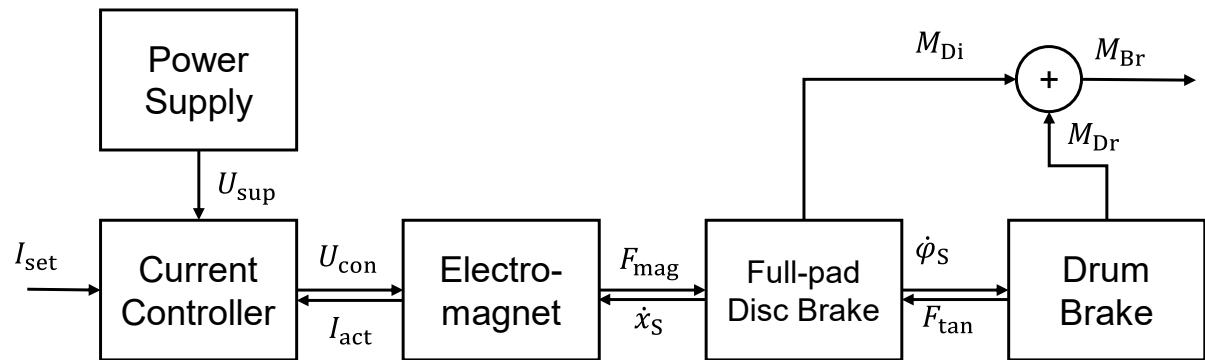 Power
Supply
M_Di
+
M_Br
M_Dr
U_sup
I_set
Current
Controller
U_con
I_act
Electro-
magnet
F_mag
ẋ_S
Full-pad
Disc Brake
φ̇_S
F_tan
Drum
Brake